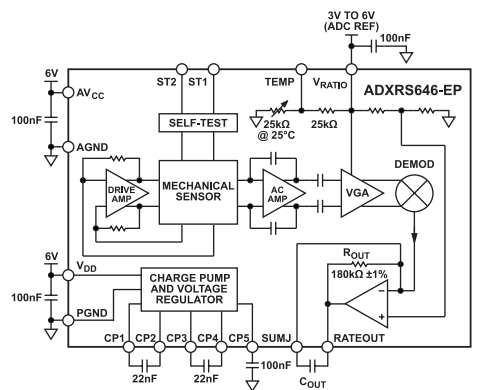 3V TO 6V
(ADC REF)
100nF
6V
AVCC
100nF
AGND
ST2
ST1
TEMP
VRATIO
ADXRS646-EP
25kΩ
@ 25°C
25kΩ
SELF-TEST
DRIVE
AMP
MECHANICAL
SENSOR
AC
AMP
VGA
DEMOD
6V
VDD
100nF
PGND
CHARGE PUMP
AND VOLTAGE
REGULATOR
ROUT
180kΩ ±1%
−
+
CP1
CP2
CP3
CP4
CP5
SUMJ
RATEOUT
22nF
22nF
100nF
COUT